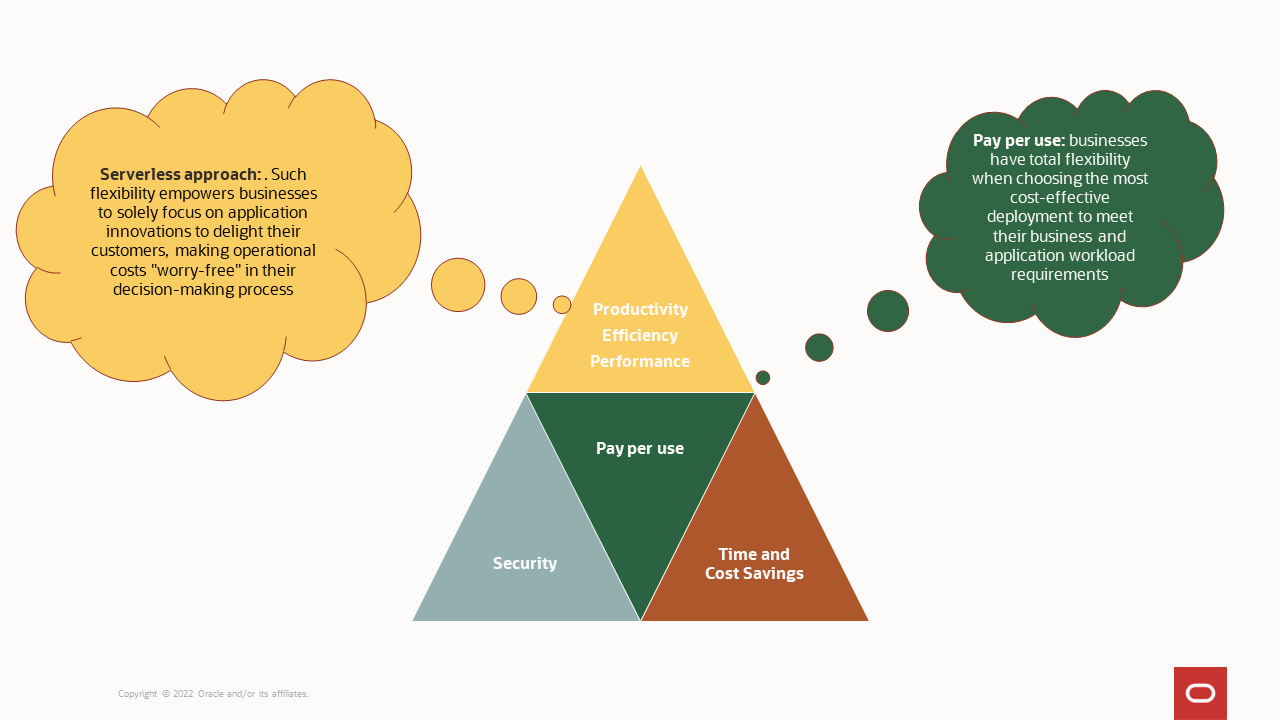 Serverless approach: . Such
flexibility empowers businesses
to solely focus on application
innovations to delight their
customers, making operational
costs "worry-free" in their
decision-making process
Pay per use: businesses
have total flexibility
when choosing the most
cost-effective
deployment to meet
their business and
application workload
requirements
Productivity
Efficiency
Performance
Pay per use
Security
Time and
Cost Savings
Copyright © 2022 Oracle and/or its affiliates.